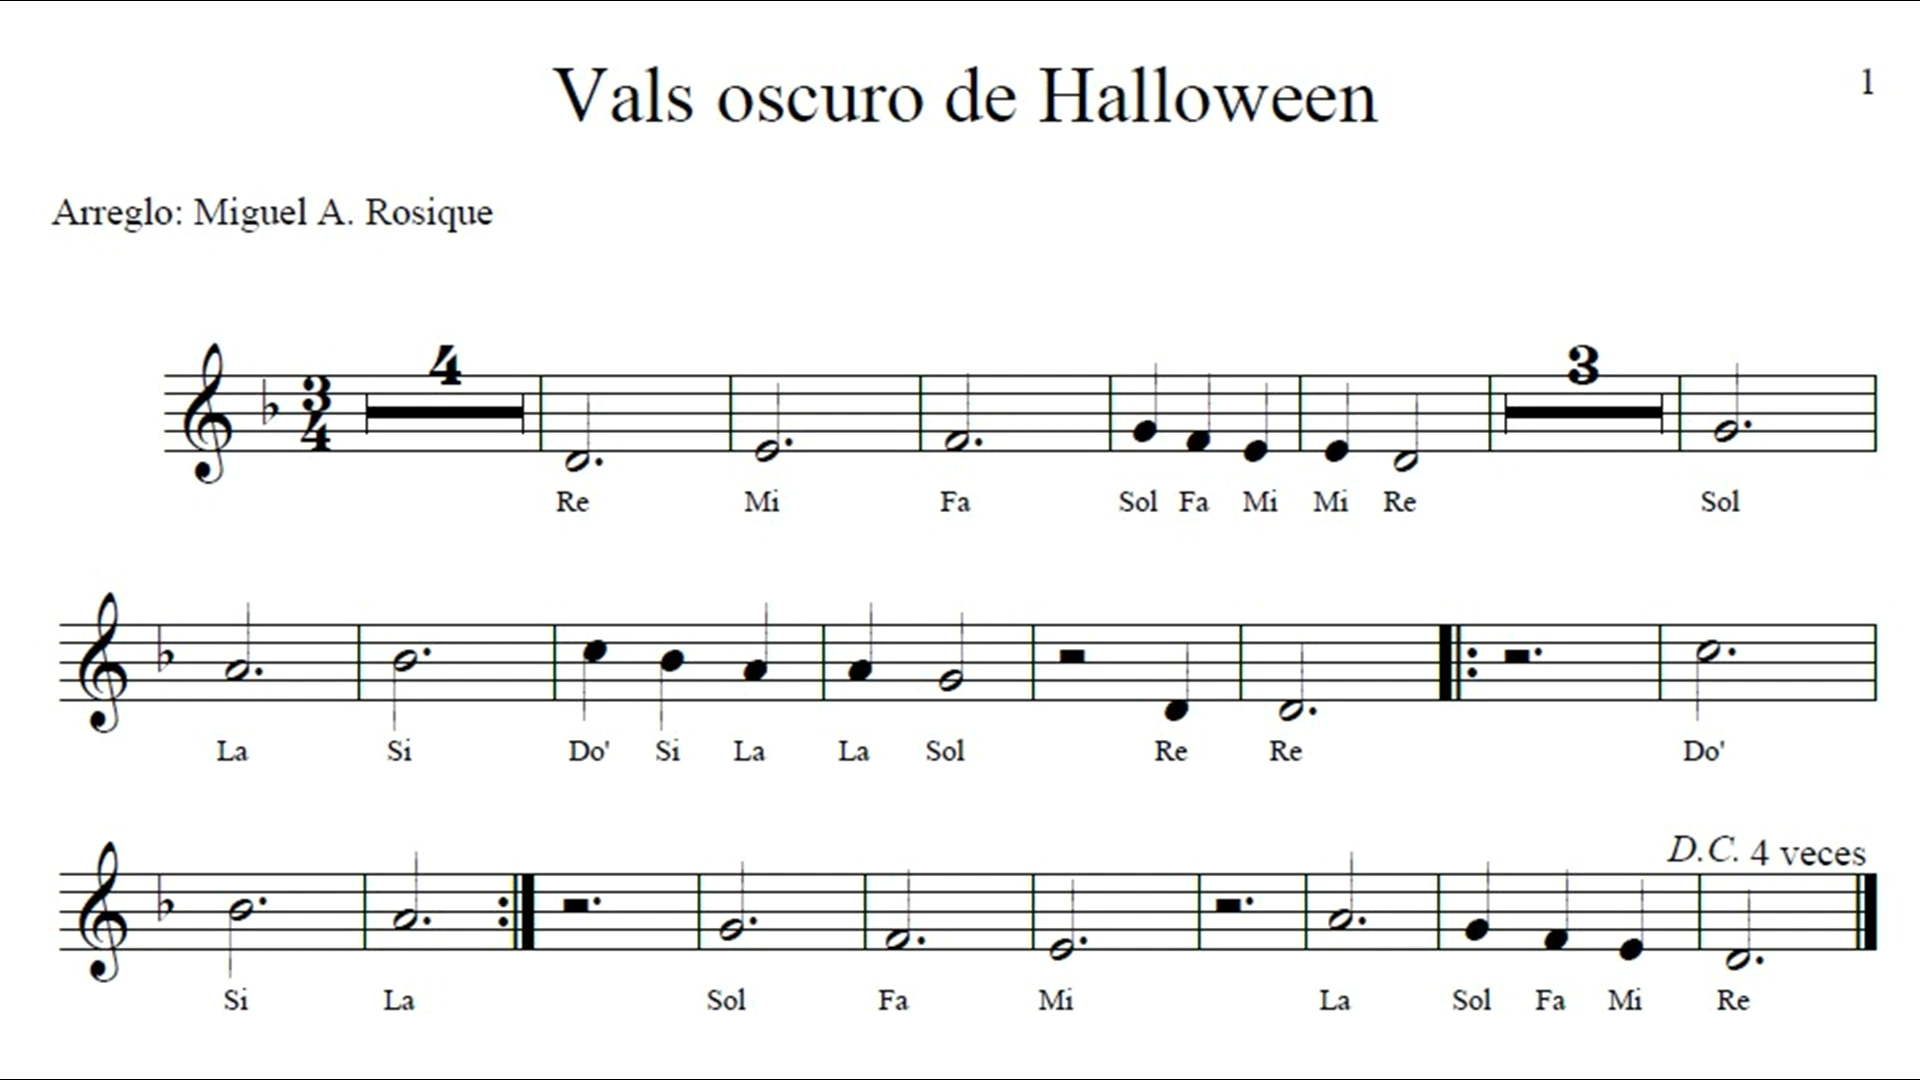 Vals oscuro de Halloween
1
Arreglo: Miguel A. Rosique
4
3
3
4
Re Mi Fa Sol Fa Mi Mi Re Sol
La Si Do' Si La La Sol Re Re Do'
D.C. 4 veces
Si La Sol Fa Mi La Sol Fa Mi Re